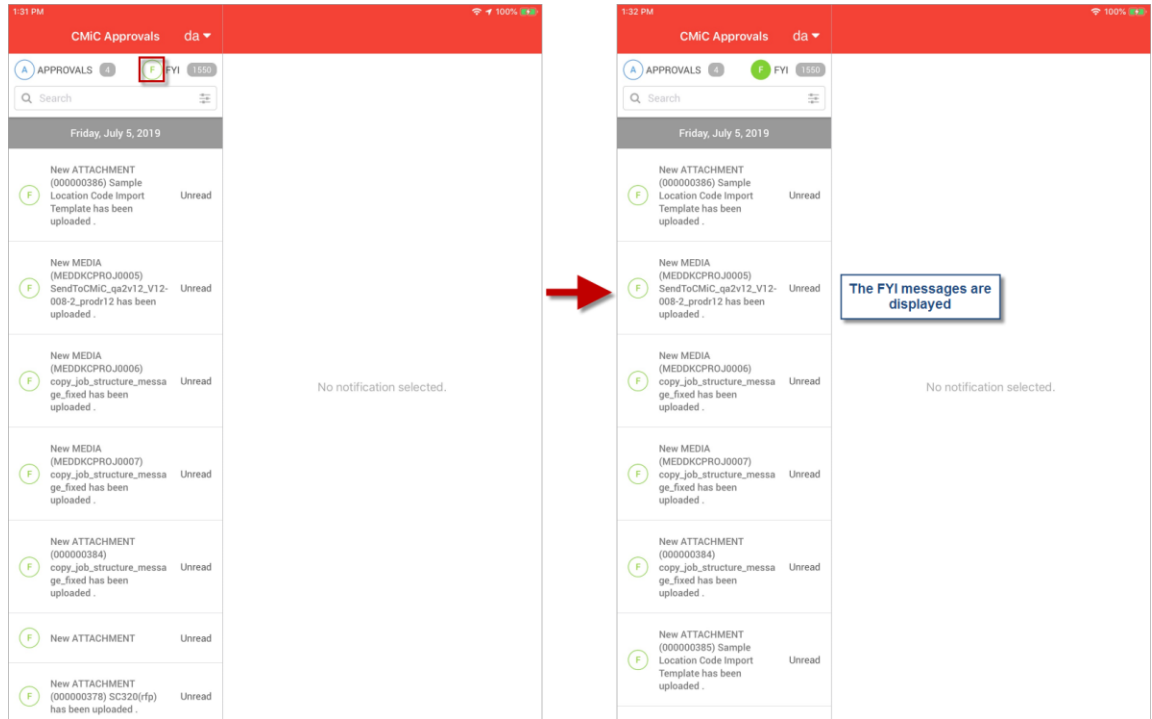 1:31 PM 100%
CMiC Approvals da
A APPROVALS 4 F FYI 1550
Search
Friday, July 5, 2019
New ATTACHMENT
(000000386) Sample
F Location Code Import Unread
Template has been
uploaded .
New MEDIA
(MEDDKCPROJ0005)
F SendToCMiC_qa2v12_V12- Unread
008-2_prodr12 has been
uploaded .
New MEDIA
(MEDDKCPROJ0006)
F copy_job_structure_messa Unread
ge_fixed has been
uploaded .
New MEDIA
(MEDDKCPROJ0007)
F copy_job_structure_messa Unread
ge_fixed has been
uploaded .
New ATTACHMENT
(000000384)
F copy_job_structure_messa Unread
ge_fixed has been
uploaded .
F New ATTACHMENT Unread
New ATTACHMENT
F (000000378) SC320(rfp) Unread
has been uploaded .
No notification selected.
1:32 PM 100%
CMiC Approvals da
A APPROVALS 4 F FYI 1550
Search
Friday, July 5, 2019
New ATTACHMENT
(000000386) Sample
F Location Code Import Unread
Template has been
uploaded .
New MEDIA
(MEDDKCPROJ0005)
F SendToCMiC_qa2v12_V12- Unread
008-2_prodr12 has been
uploaded .
New MEDIA
(MEDDKCPROJ0006)
F copy_job_structure_messa Unread
ge_fixed has been
uploaded .
New MEDIA
(MEDDKCPROJ0007)
F copy_job_structure_messa Unread
ge_fixed has been
uploaded .
New ATTACHMENT
(000000384)
F copy_job_structure_messa Unread
ge_fixed has been
uploaded .
New ATTACHMENT
(000000385) Sample
F Location Code Import Unread
Template has been
uploaded .
The FYI messages are
displayed
No notification selected.